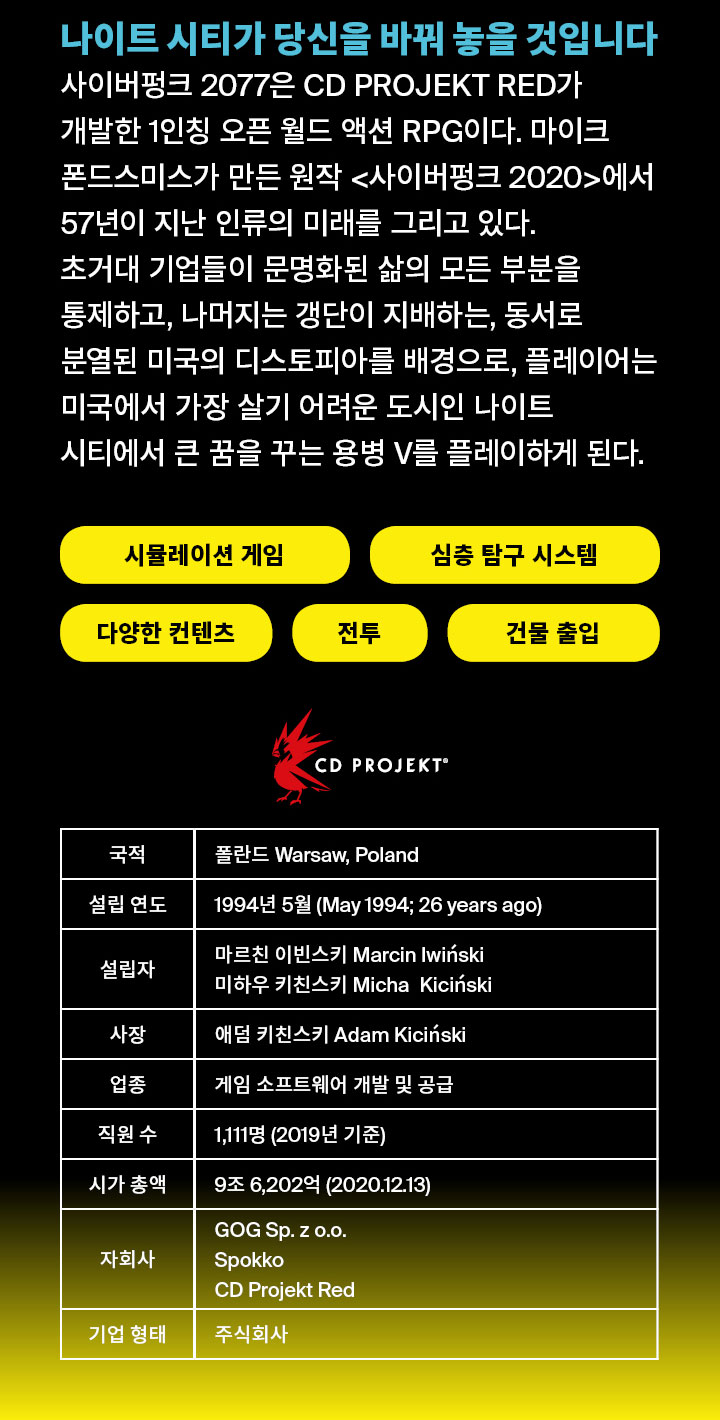 나이트 시티가 당신을 바꿔 놓을 것입니다
사이버펑크 2077은 CD PROJEKT RED가
개발한 1인칭 오픈 월드 액션 RPG이다. 마이크
폰드스미스가 만든 원작 <사이버펑크 2020>에서
57년이 지난 인류의 미래를 그리고 있다.
초거대 기업들이 문명화된 삶의 모든 부분을
통제하고, 나머지는 갱단이 지배하는, 동서로
분열된 미국의 디스토피아를 배경으로, 플레이어는
미국에서 가장 살기 어려운 도시인 나이트
시티에서 큰 꿈을 꾸는 용병 V를 플레이하게 된다.
시뮬레이션 게임 심층 탐구 시스템
다양한 컨텐츠 전투 건물 출입
CD PROJEKT®
국적 폴란드 Warsaw, Poland
설립 연도 1994년 5월 (May 1994; 26 years ago)
설립자 마르친 이빈스키 Marcin Iwiński
미하우 키친스키 Micha  Kiciński
사장 애덤 키친스키 Adam Kiciński
업종 게임 소프트웨어 개발 및 공급
직원 수 1,111명 (2019년 기준)
시가 총액 9조 6,202억 (2020.12.13)
자회사 GOG Sp. z o.o.
Spokko
CD Projekt Red
기업 형태 주식회사